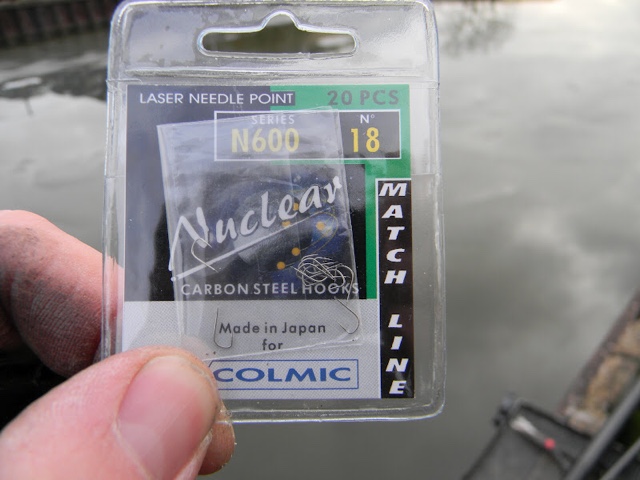 LASER NEEDLE POINT
20 PCS
SERIES
N600
N°
18
Nuclear
CARBON STEEL HOOKS
MATCH LINE
Made in Japan
for
COLMIC